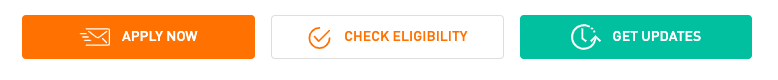 APPLY NOW
CHECK ELIGIBILITY
GET UPDATES